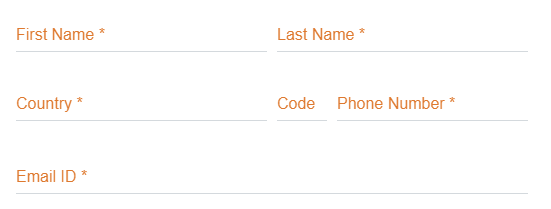 First Name * Last Name *
Country * Code Phone Number *
Email ID *